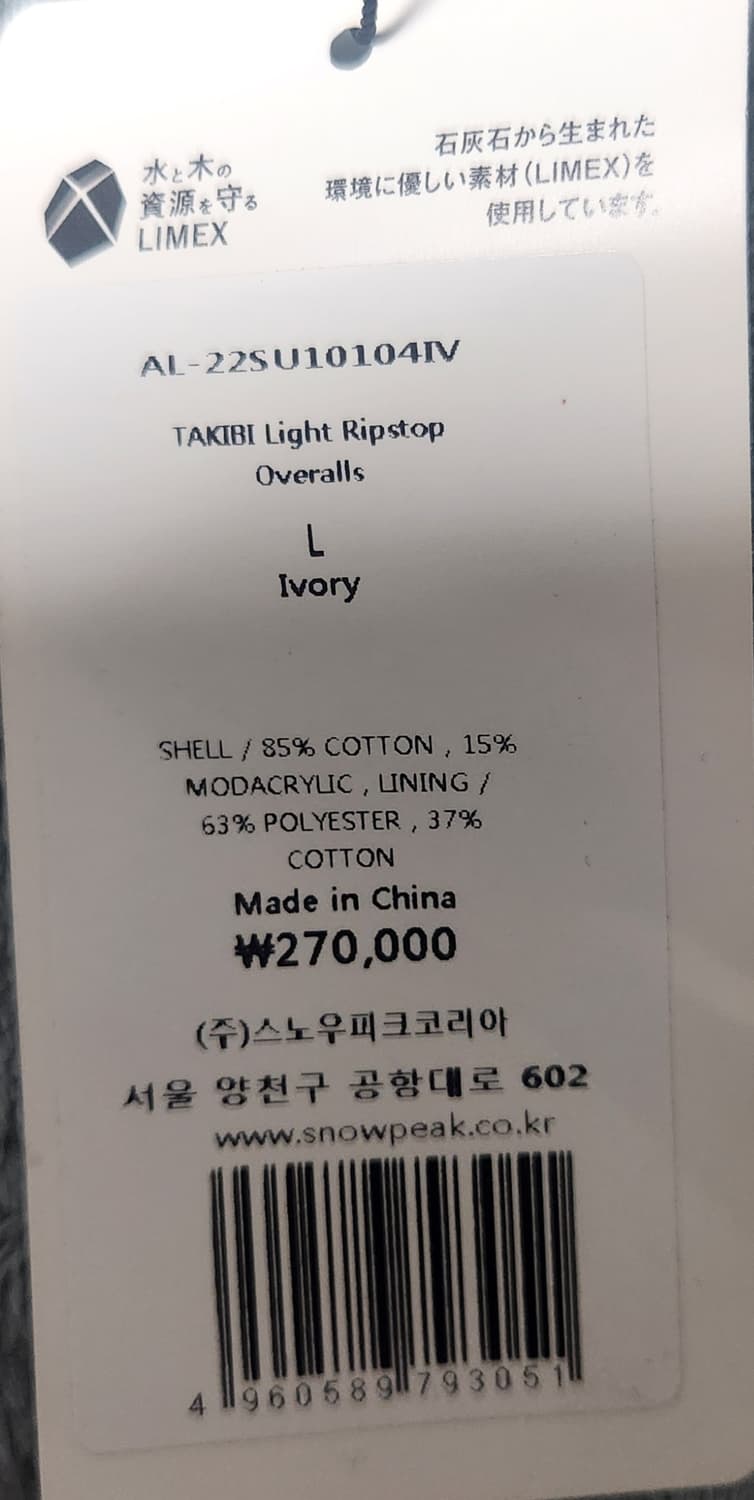 水と木の
資源を守る
LIMEX
石灰石から生まれた
環境に優しい素材(LIMEX)を
使用しています。
AL-22SU10104IV
TAKIBI Light Ripstop
Overalls
L
Ivory
SHELL / 85% COTTON , 15%
MODACRYLIC , LINING /
63% POLYESTER , 37%
COTTON
Made in China
₩270,000
(주)스노우피크코리아
서울 양천구 공항대로 602
www.snowpeak.co.kr
4 960589 793051